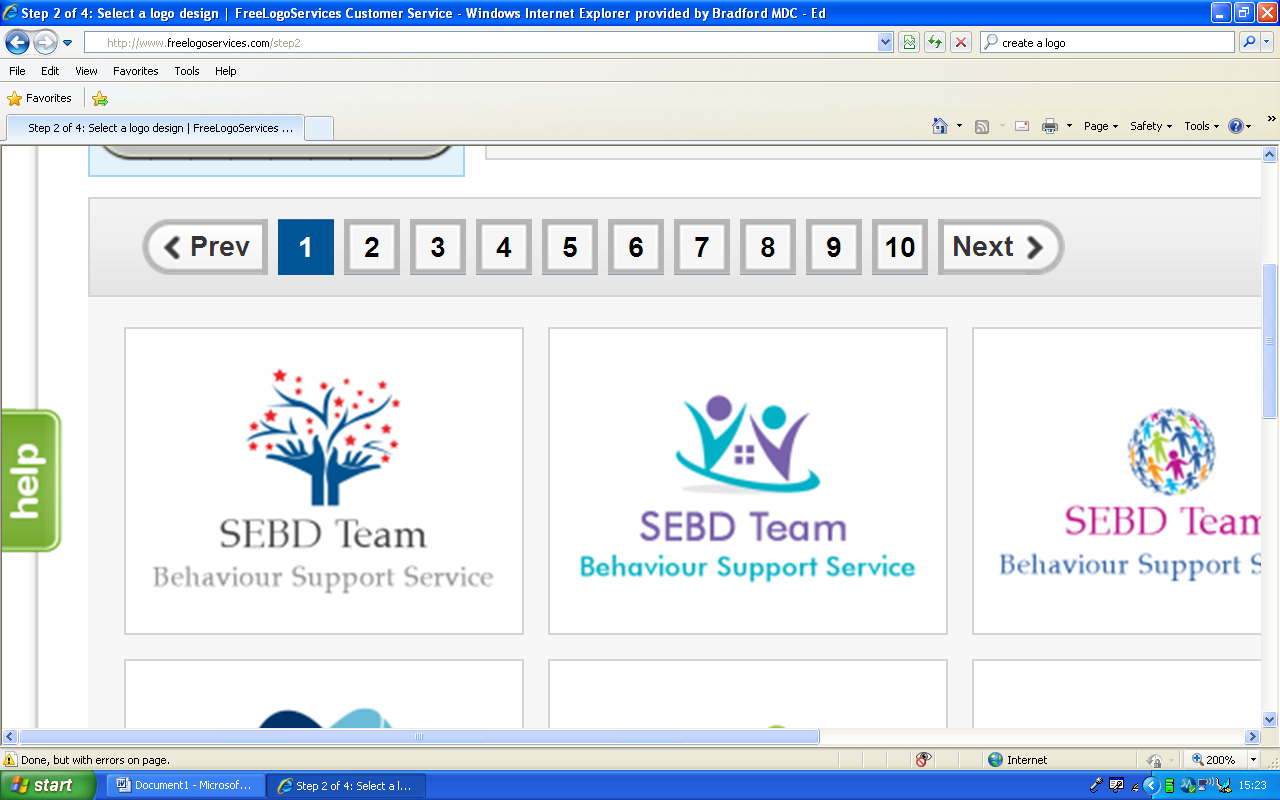 Step 2 of 4: Select a logo design | FreeLogoServices Customer Service - Windows Internet Explorer provided by Bradford MDC - Ed
http://www.freelogoservices.com/step2
create a logo
File Edit View Favorites Tools Help
Favorites
Step 2 of 4: Select a logo design | FreeLogoServices ...
Page Safety Tools
»
Prev 1 2 3 4 5 6 7 8 9 10 Next
help
SEBD Team
Behaviour Support Service
SEBD Team
Behaviour Support Service
SEBD Team
Behaviour Support S
Done, but with errors on page.
Internet
200%
start
Document1 - Microsof...
Step 2 of 4: Select a l...
15:23